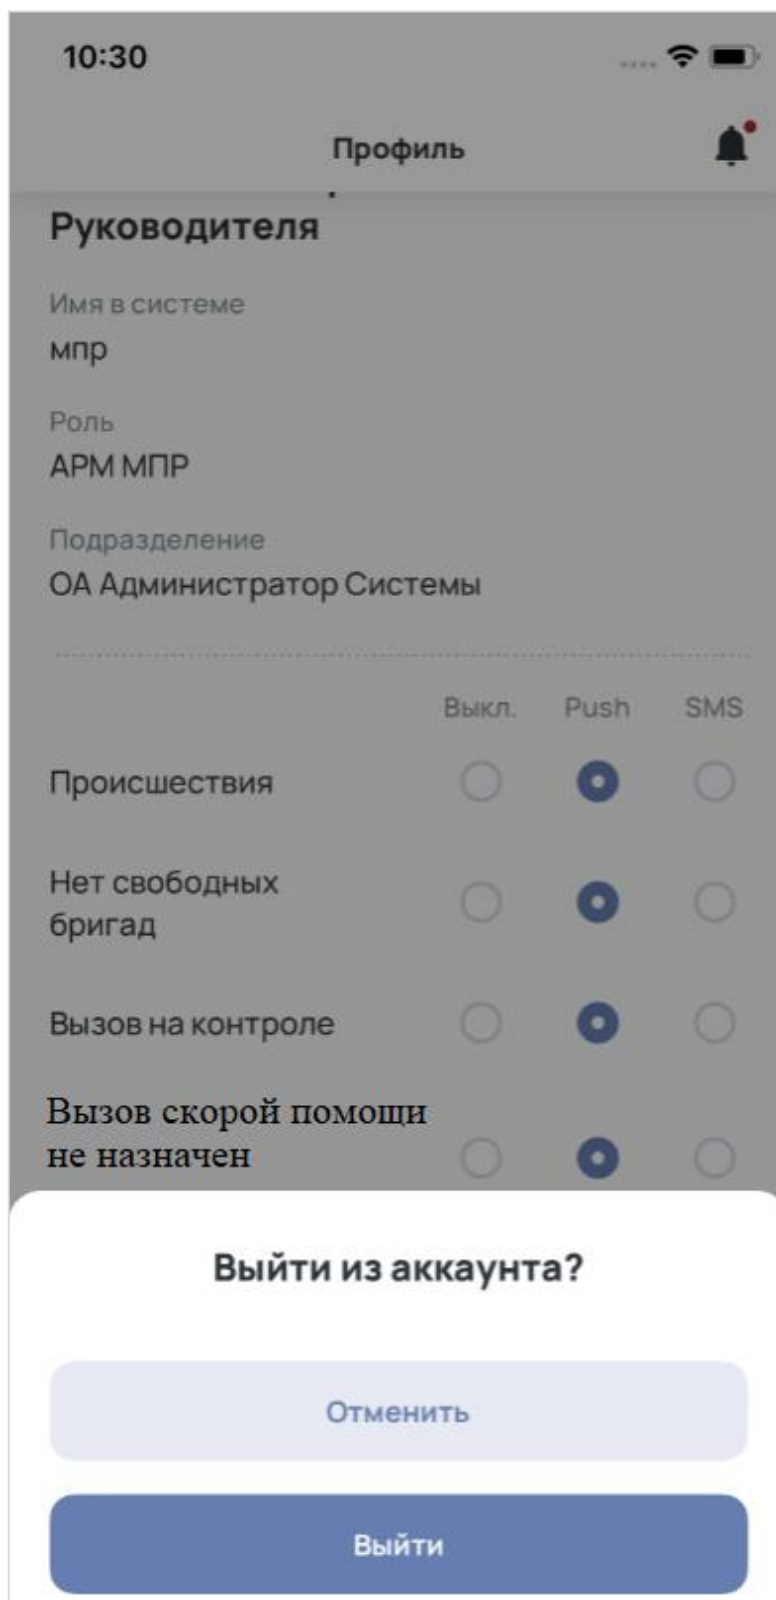 10:30
Профиль
Руководителя
Имя в системе
мпр
Роль
АРМ МПР
Подразделение
ОА Администратор Системы
Выкл. Push SMS
Происшествия
Нет свободных
бригад
Вызов на контроле
Вызов скорой помощи
не назначен
Выйти из аккаунта?
Отменить
Выйти